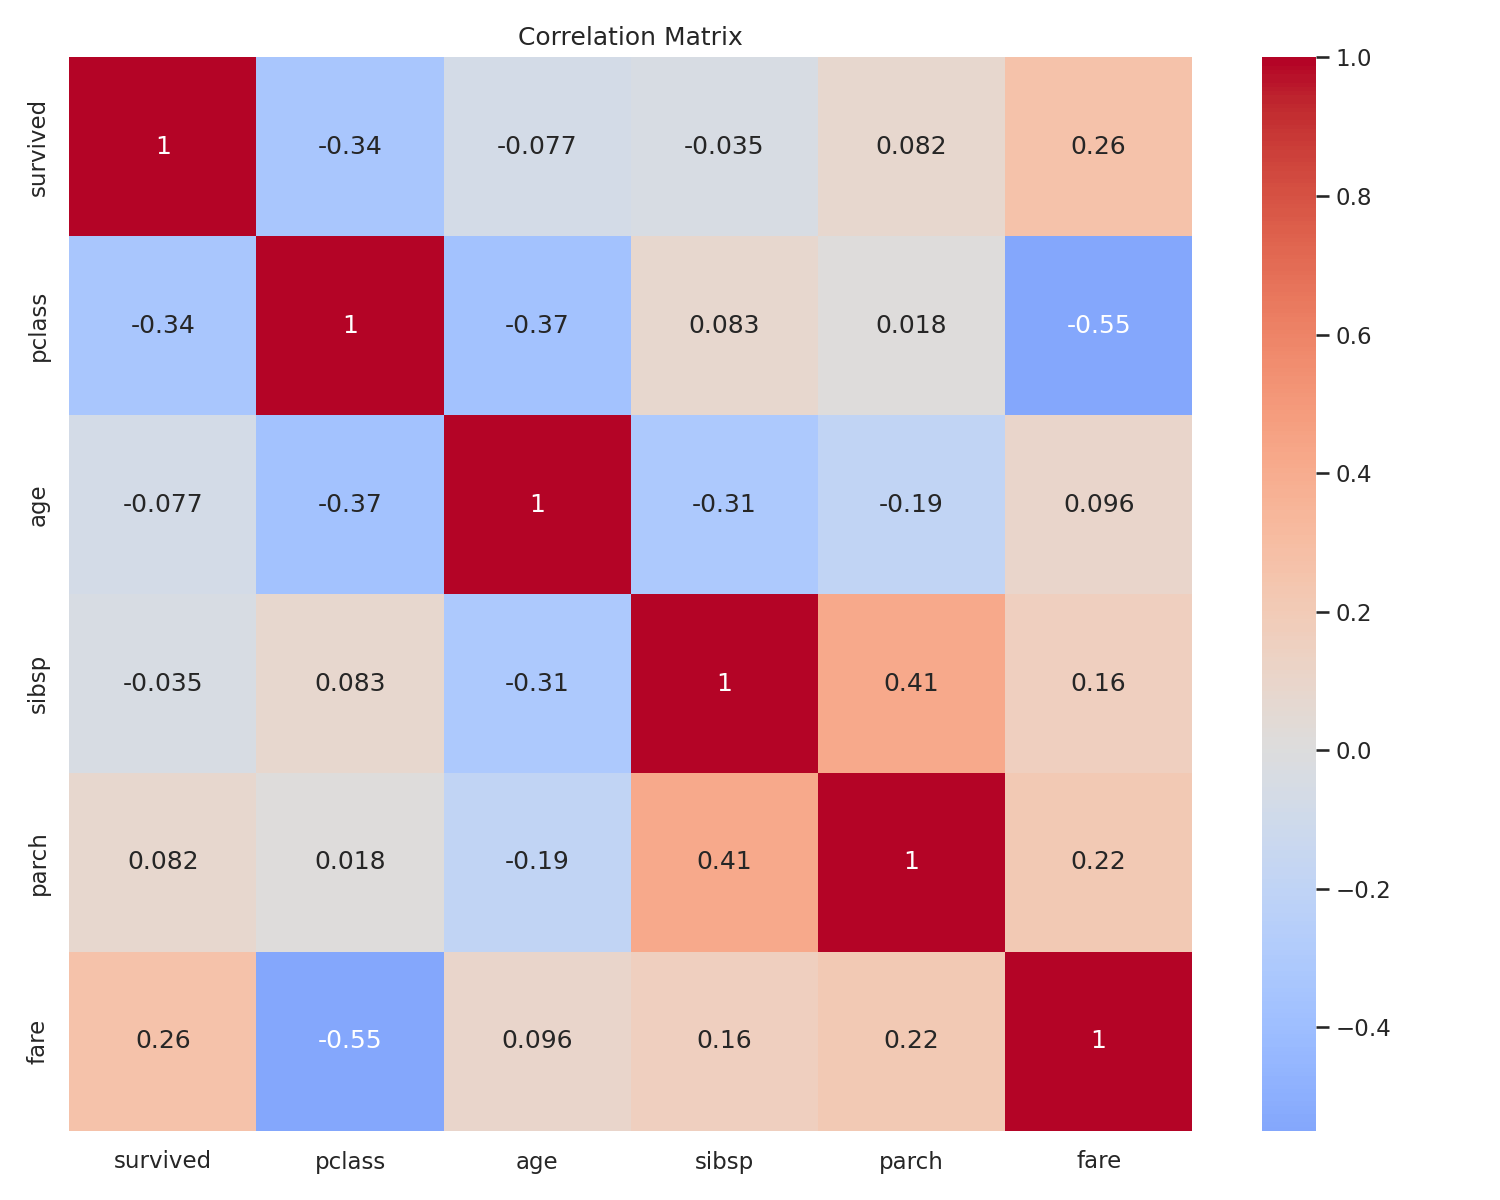 Correlation Matrix
survived 1 -0.34 -0.077 -0.035 0.082 0.26
pclass -0.34 1 -0.37 0.083 0.018 -0.55
age -0.077 -0.37 1 -0.31 -0.19 0.096
sibsp -0.035 0.083 -0.31 1 0.41 0.16
parch 0.082 0.018 -0.19 0.41 1 0.22
fare 0.26 -0.55 0.096 0.16 0.22 1
survived pclass age sibsp parch fare
1.0
0.8
0.6
0.4
0.2
0.0
−0.2
−0.4